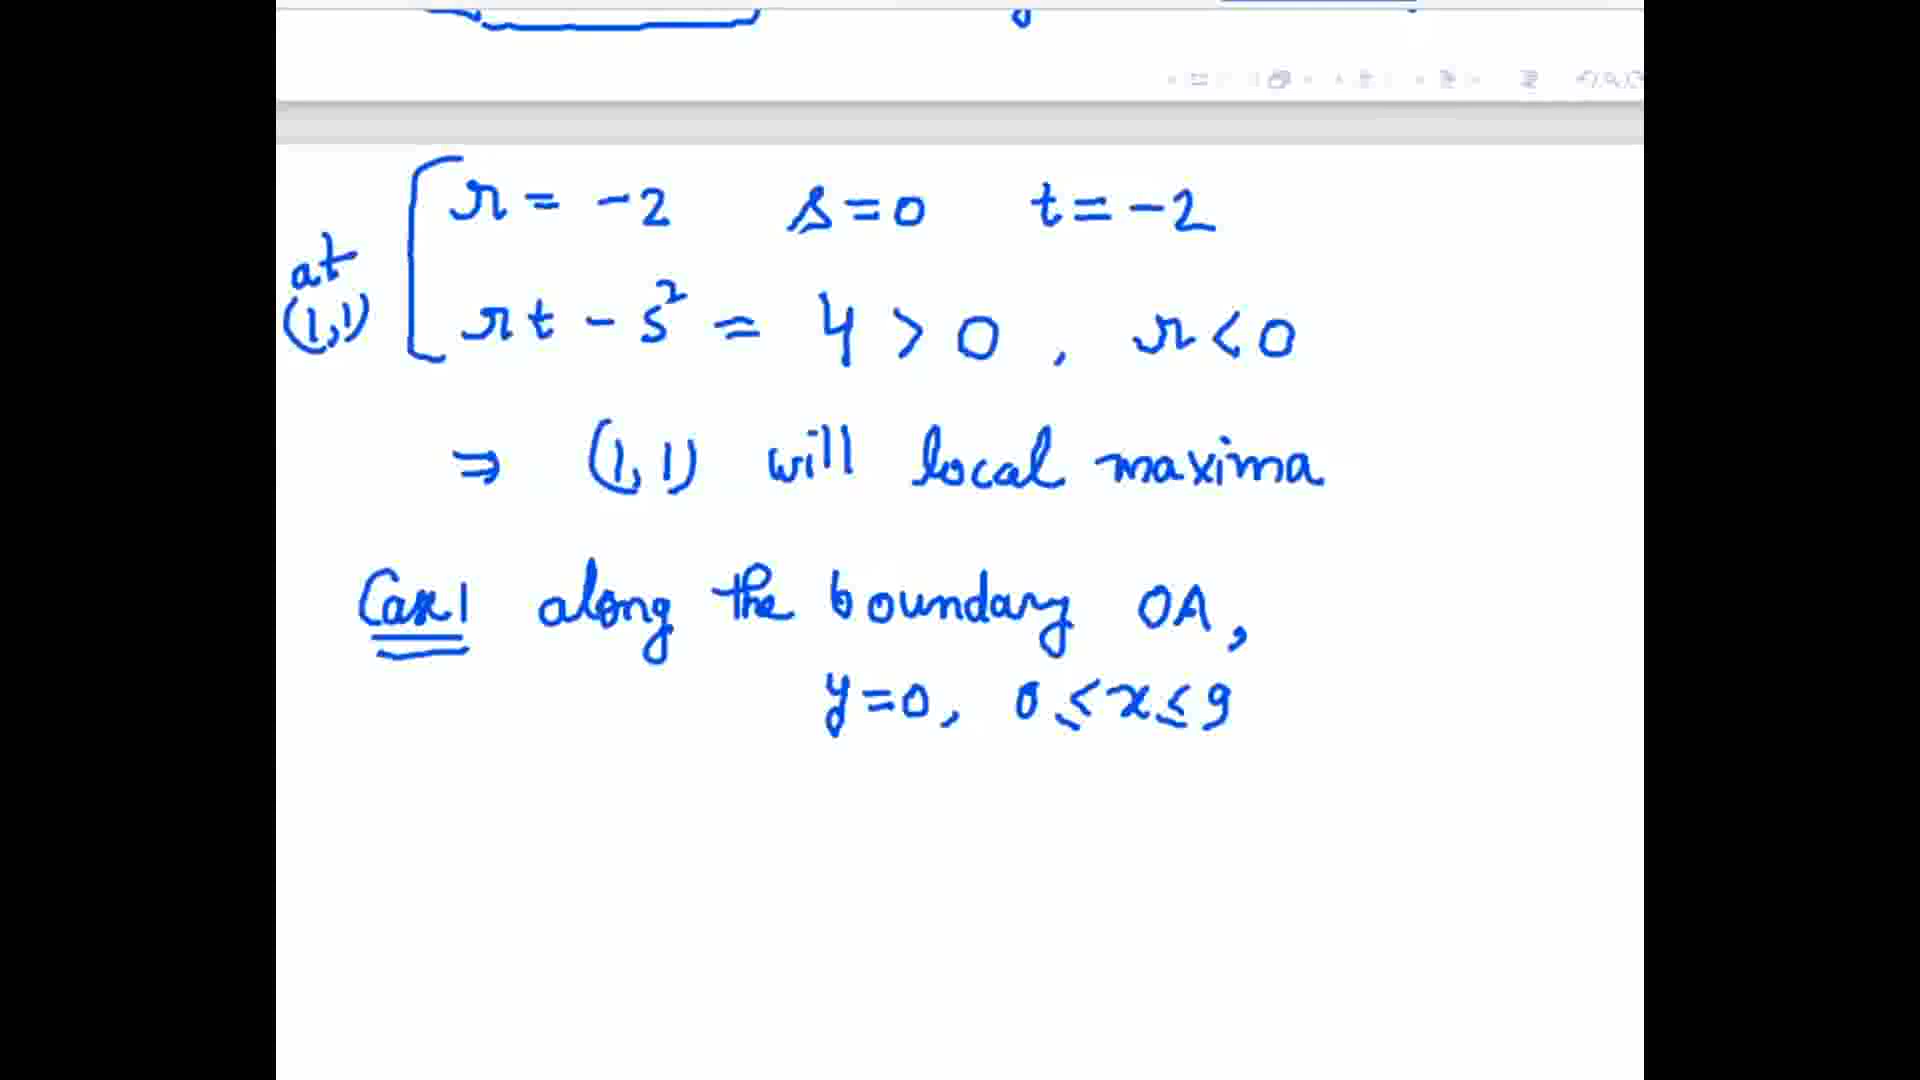 r = -2 s = 0 t = -2
at
(1,1)
rt - s² = 4 > 0 , r < 0
⇒ (1,1) will local maxima
Case 1 along the boundary OA,
y = 0, 0 ≤ x ≤ 9